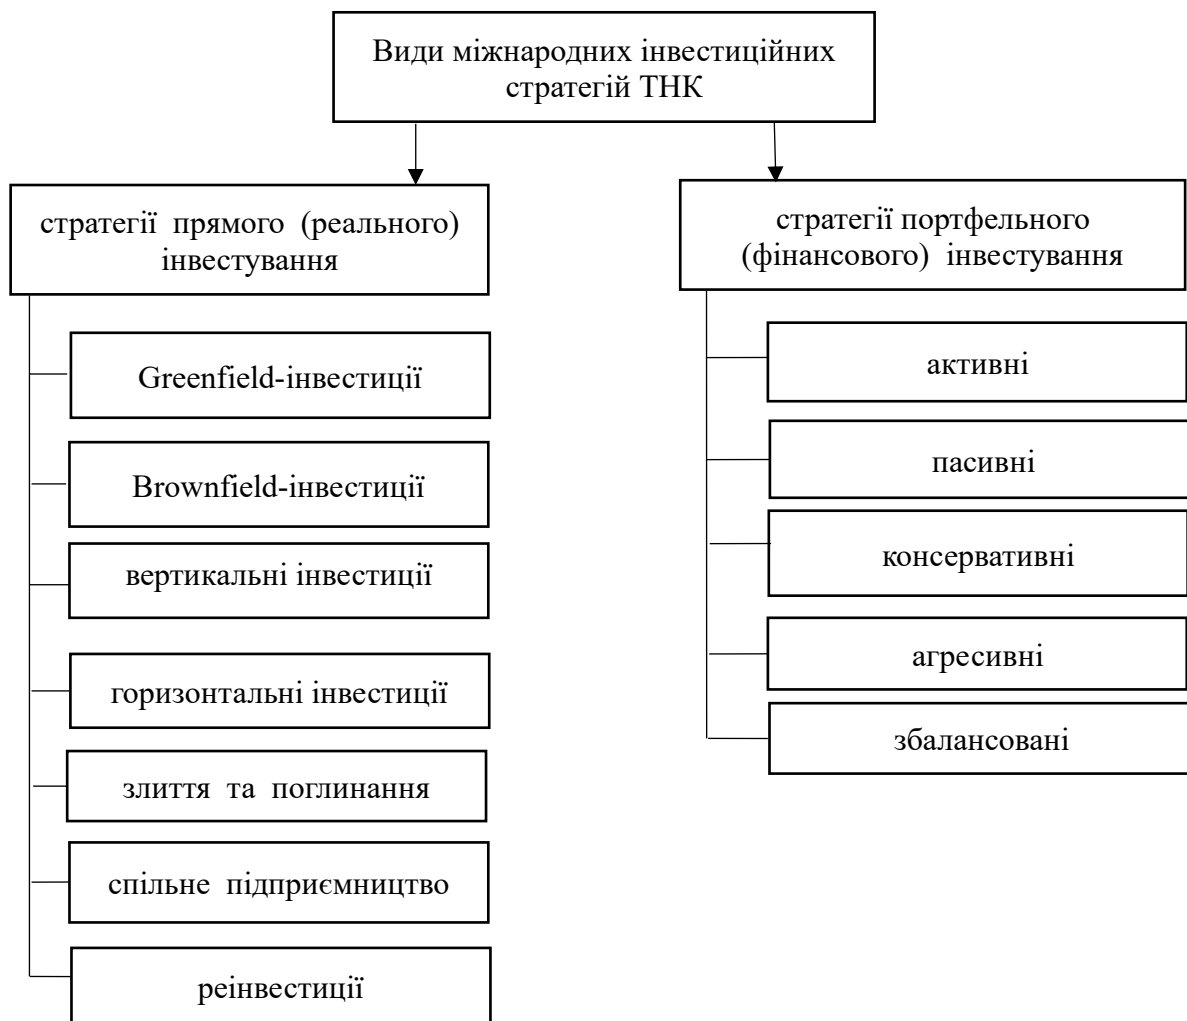 Види міжнародних інвестиційних
стратегій ТНК
стратегії прямого (реального)
інвестування
Greenfield-інвестиції
Brownfield-інвестиції
вертикальні інвестиції
горизонтальні інвестиції
злиття та поглинання
спільне підприємництво
реінвестиції
стратегії портфельного
(фінансового) інвестування
активні
пасивні
консервативні
агресивні
збалансовані